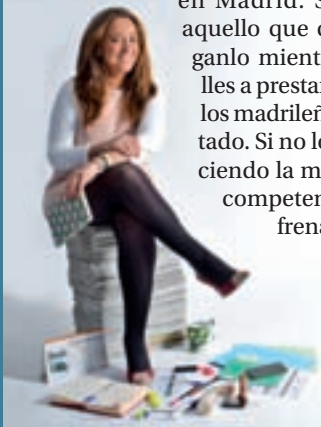 en Madrid. S
aquello que
ganlo mient
lles a prestar
los madrileñ
tado. Si no lo
ciendo la m
competen
frena